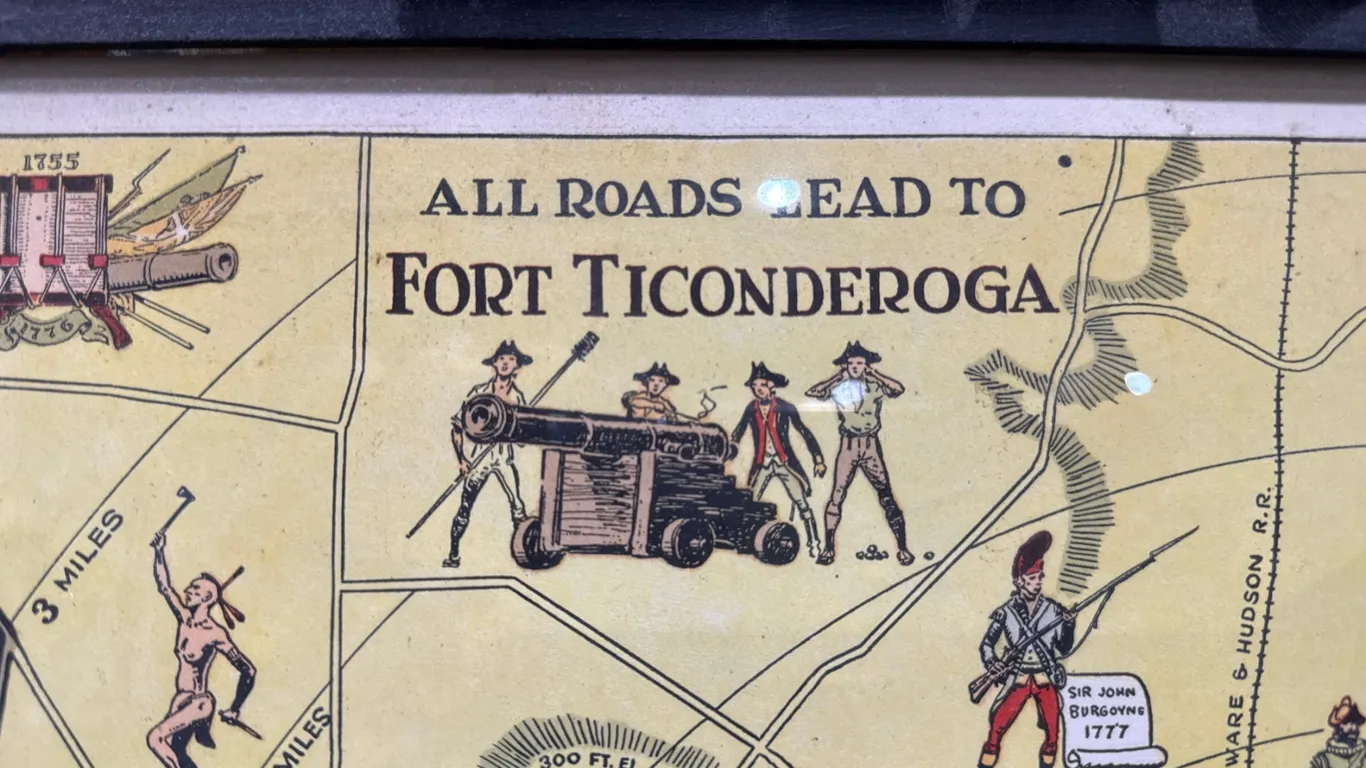 1755
1776
ALL ROADS LEAD TO
FORT TICONDEROGA
3 MILES
MILES
300 FT. EL
SIR JOHN
BURGOYNE
1777
WARE & HUDSON R.R.